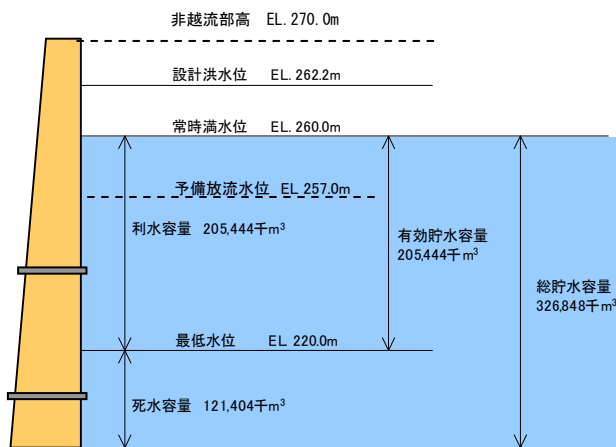 非越流部高 EL. 270. 0m
設計洪水位 EL. 262.2m
常時満水位 EL. 260.0m
予備放流水位 EL 257.0m
利水容量 205,444千m³
有効貯水容量
205,444千m³
総貯水容量
326,848千m³
最低水位 EL. 220.0m
死水容量 121,404千m³